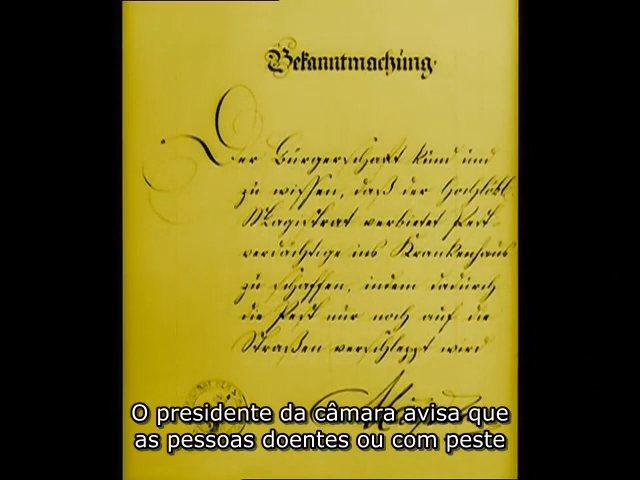 Bekanntmachung.
Der Bürgerschaft künd und
zu wissen, daß der Hochlöbl
Magistrat verbietet Pest-
verdächtige ins Krankenhaus
zu schaffen, indem dadurch
die Pest nur noch auf die
Straßen verschleppt wird
O presidente da câmara avisa que
as pessoas doentes ou com peste